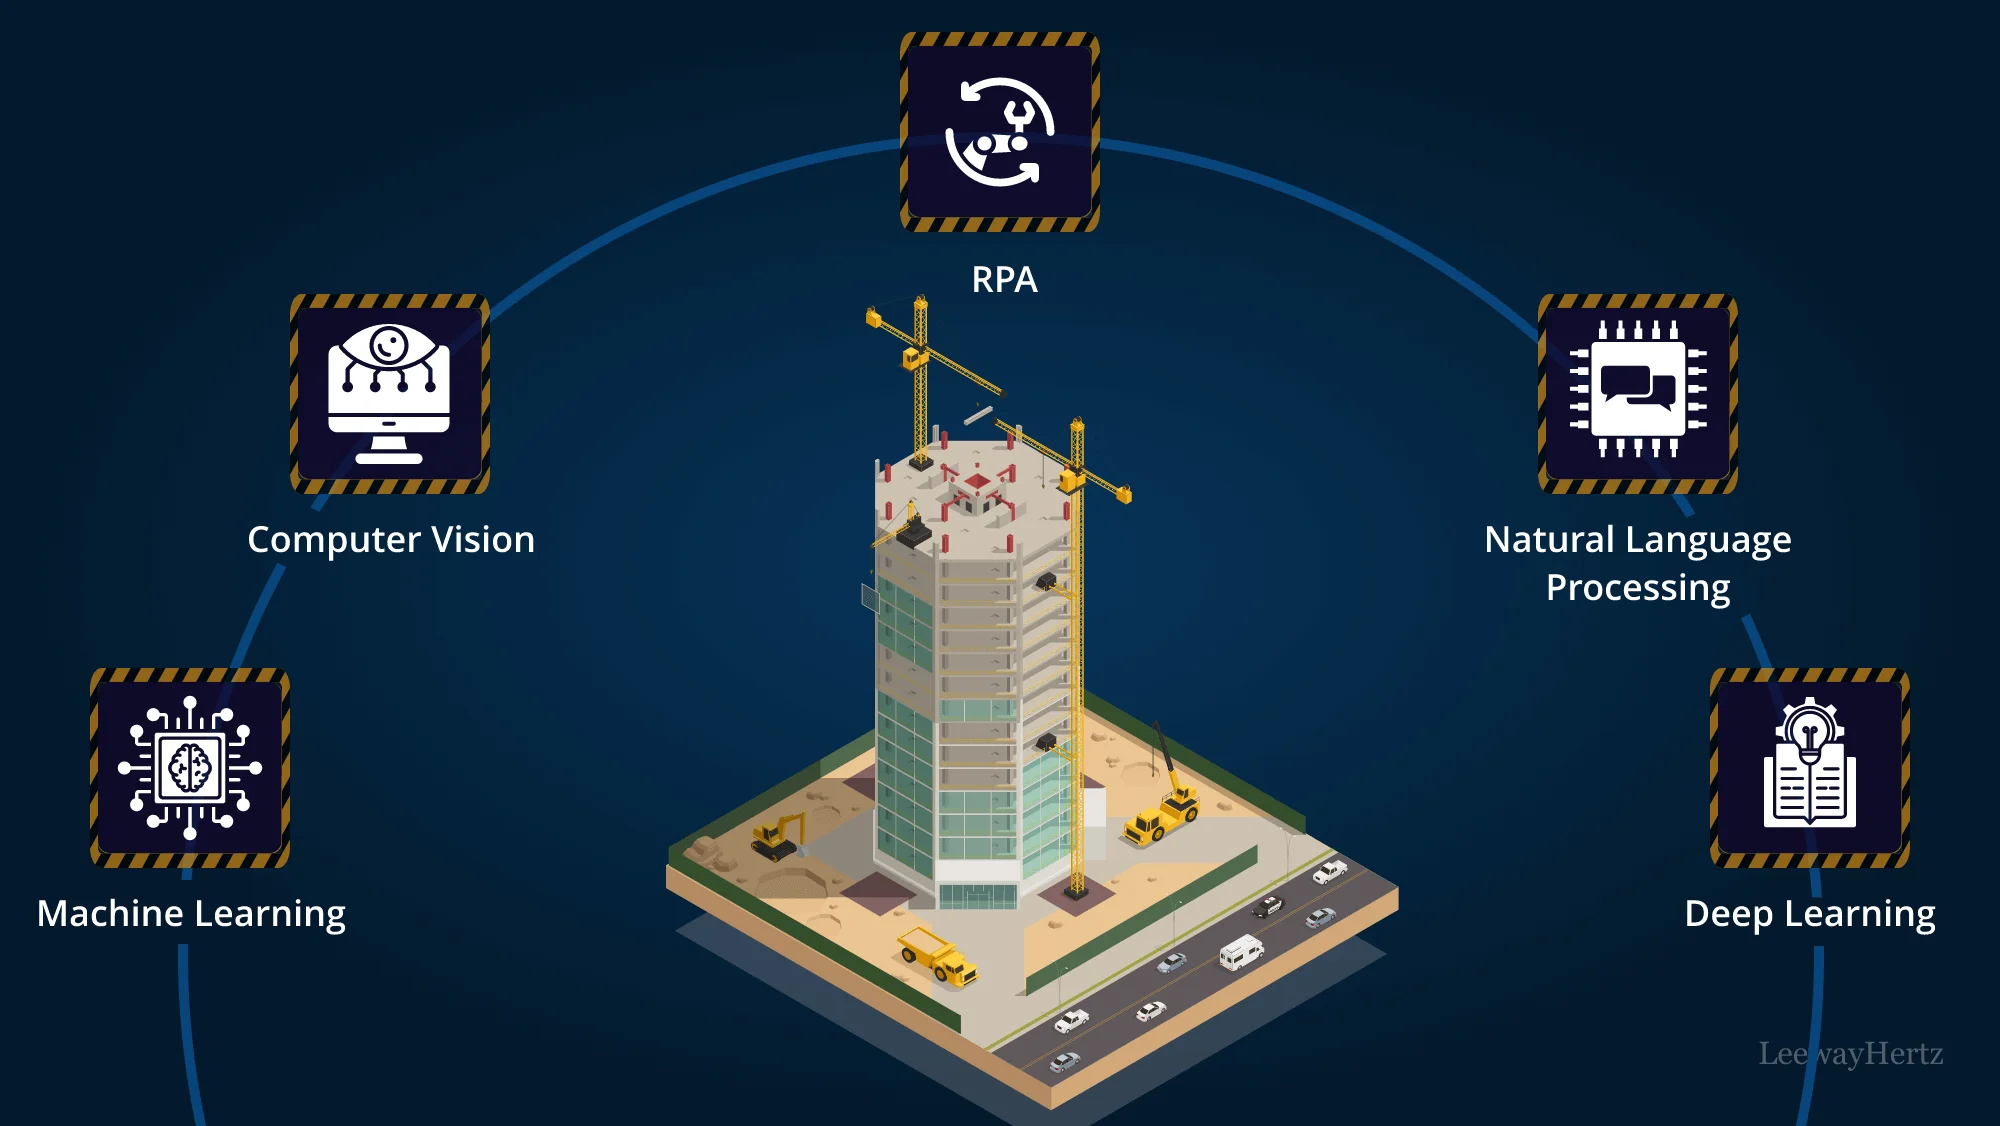 RPA
Computer Vision
Natural Language
Processing
Machine Learning
Deep Learning
LeewayHertz